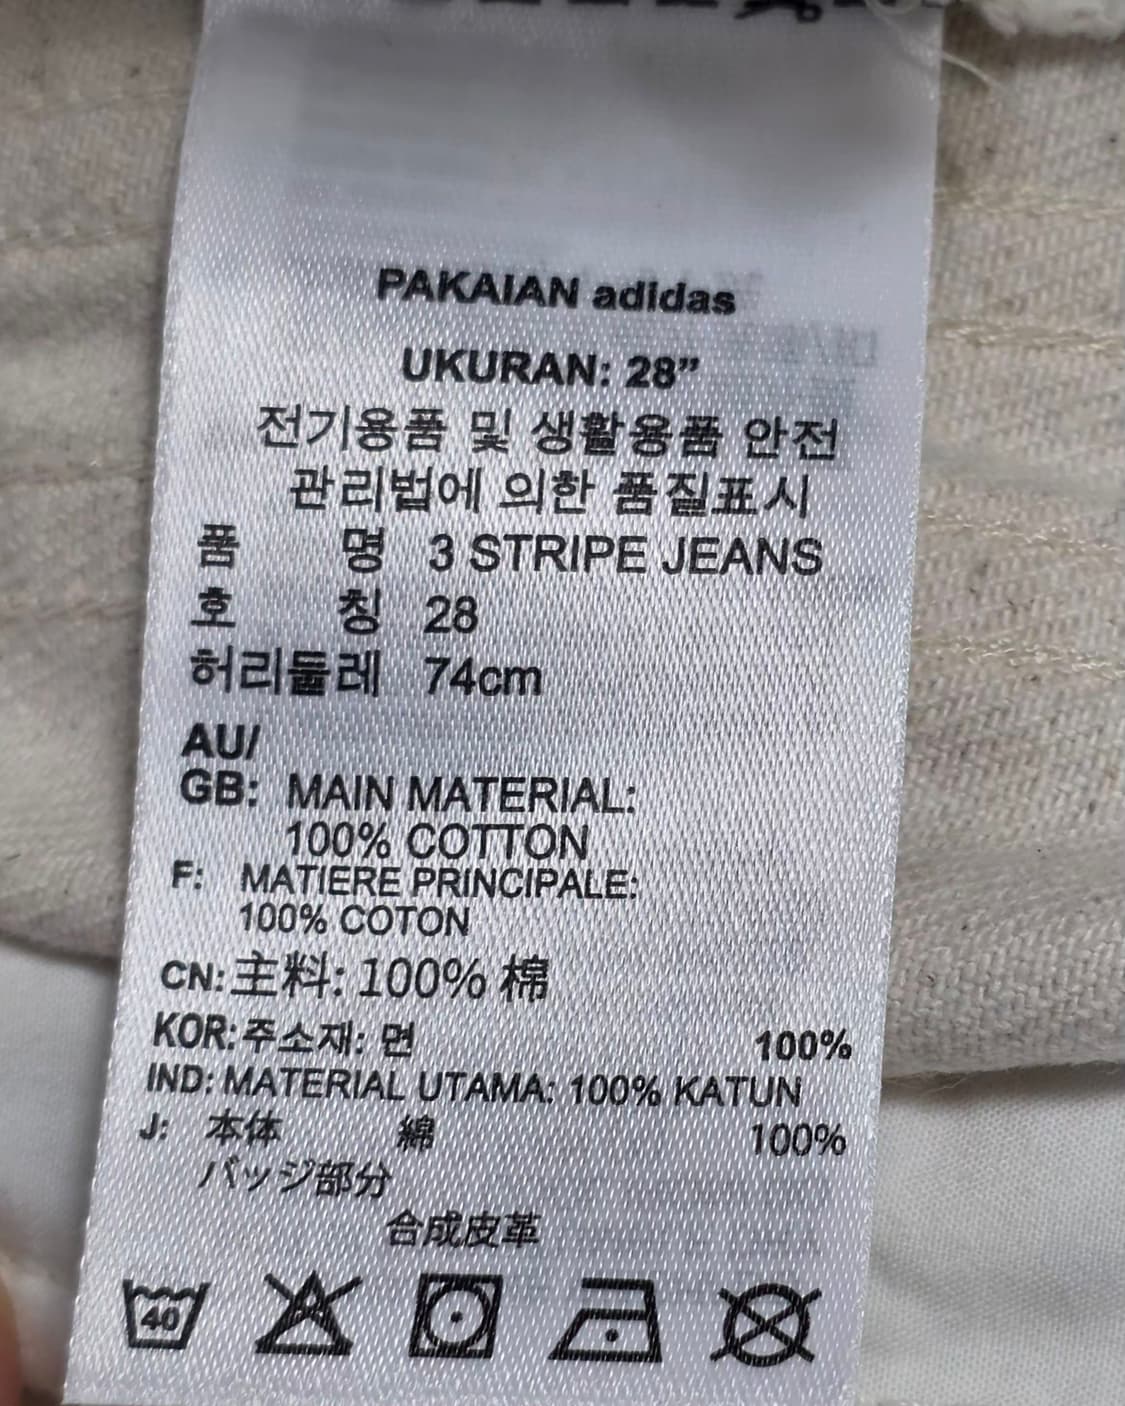 PAKAIAN adidas
UKURAN: 28”
전기용품 및 생활용품 안전
관리법에 의한 품질표시
품 명 3 STRIPE JEANS
호 칭 28
허리둘레 74cm
AU/
GB: MAIN MATERIAL:
100% COTTON
F: MATIERE PRINCIPALE:
100% COTON
CN: 主料: 100% 棉
KOR: 주소재: 면 100%
IND: MATERIAL UTAMA: 100% KATUN
J: 本体 綿 100%
バッジ部分
合成皮革
40